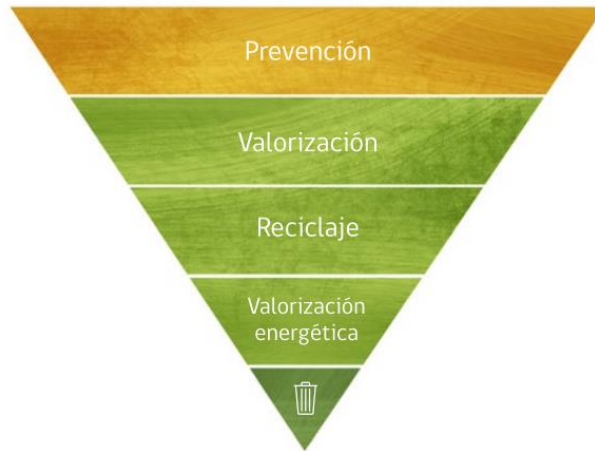 Prevención
Valorización
Reciclaje
Valorización
energética